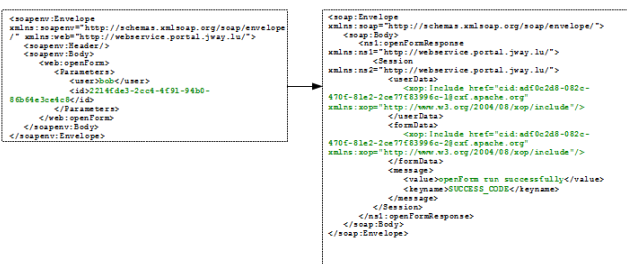 <soapenv:Envelope
xmlns:soapenv="http://schemas.xmlsoap.org/soap/envelope
/" xmlns:web="http://webservice.portal.jway.lu/">
<soapenv:Header/>
<soapenv:Body>
<web:openForm>
<Parameters>
<user>bob</user>
<id>2214fde3-2cc4-4f91-94b0-
86b64e3ce4c8</id>
</Parameters>
</web:openForm>
</soapenv:Body>
</soapenv:Envelope>
<soap:Envelope
xmlns:soap="http://schemas.xmlsoap.org/soap/envelope/">
<soap:Body>
<ns1:openFormResponse
xmlns:ns1="http://webservice.portal.jway.lu/">
<Session
xmlns:ns2="http://webservice.portal.jway.lu/">
<userData>
<xop:Include href="cid:adf0c2d8-082c-
470f-81e2-2ce77f83996c-1@cxf.apache.org"
xmlns:xop="http://www.w3.org/2004/08/xop/include"/>
</userData>
<formData>
<xop:Include href="cid:adf0c2d8-082c-
470f-81e2-2ce77f83996c-2@cxf.apache.org"
xmlns:xop="http://www.w3.org/2004/08/xop/include"/>
</formData>
<message>
<value>openForm run successfully</value>
<keyname>SUCCESS_CODE</keyname>
</message>
</Session>
</ns1:openFormResponse>
</soap:Body>
</soap:Envelope>